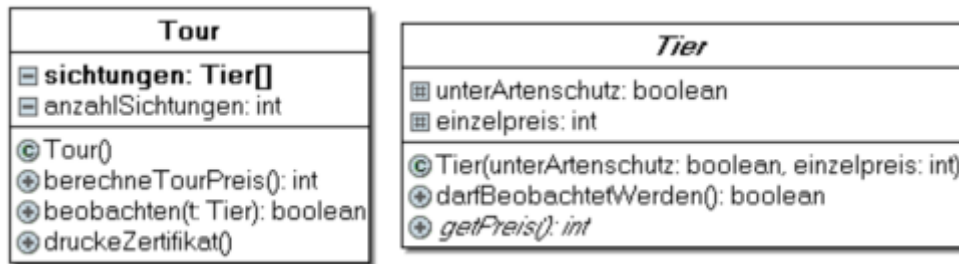 Tour
sichtungen: Tier[]
anzahlSichtungen: int
Tour()
berechneTourPreis(): int
beobachten(t: Tier): boolean
druckeZertifikat()
Tier
unterArtenschutz: boolean
einzelpreis: int
Tier(unterArtenschutz: boolean, einzelpreis: int)
darfBeobachtetWerden(): boolean
getPreis(): int